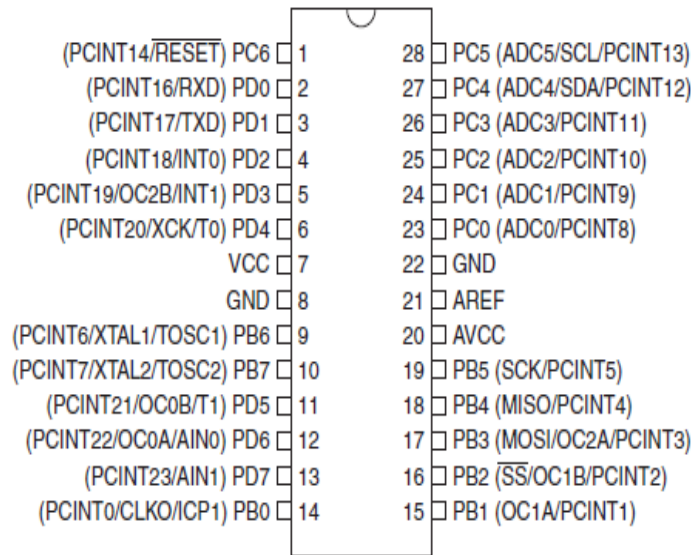 (PCINT14/RESET) PC6 1 28 PC5 (ADC5/SCL/PCINT13)
(PCINT16/RXD) PD0 2 27 PC4 (ADC4/SDA/PCINT12)
(PCINT17/TXD) PD1 3 26 PC3 (ADC3/PCINT11)
(PCINT18/INT0) PD2 4 25 PC2 (ADC2/PCINT10)
(PCINT19/OC2B/INT1) PD3 5 24 PC1 (ADC1/PCINT9)
(PCINT20/XCK/T0) PD4 6 23 PC0 (ADC0/PCINT8)
VCC 7 22 GND
GND 8 21 AREF
(PCINT6/XTAL1/TOSC1) PB6 9 20 AVCC
(PCINT7/XTAL2/TOSC2) PB7 10 19 PB5 (SCK/PCINT5)
(PCINT21/OC0B/T1) PD5 11 18 PB4 (MISO/PCINT4)
(PCINT22/OC0A/AIN0) PD6 12 17 PB3 (MOSI/OC2A/PCINT3)
(PCINT23/AIN1) PD7 13 16 PB2 (SS/OC1B/PCINT2)
(PCINT0/CLKO/ICP1) PB0 14 15 PB1 (OC1A/PCINT1)